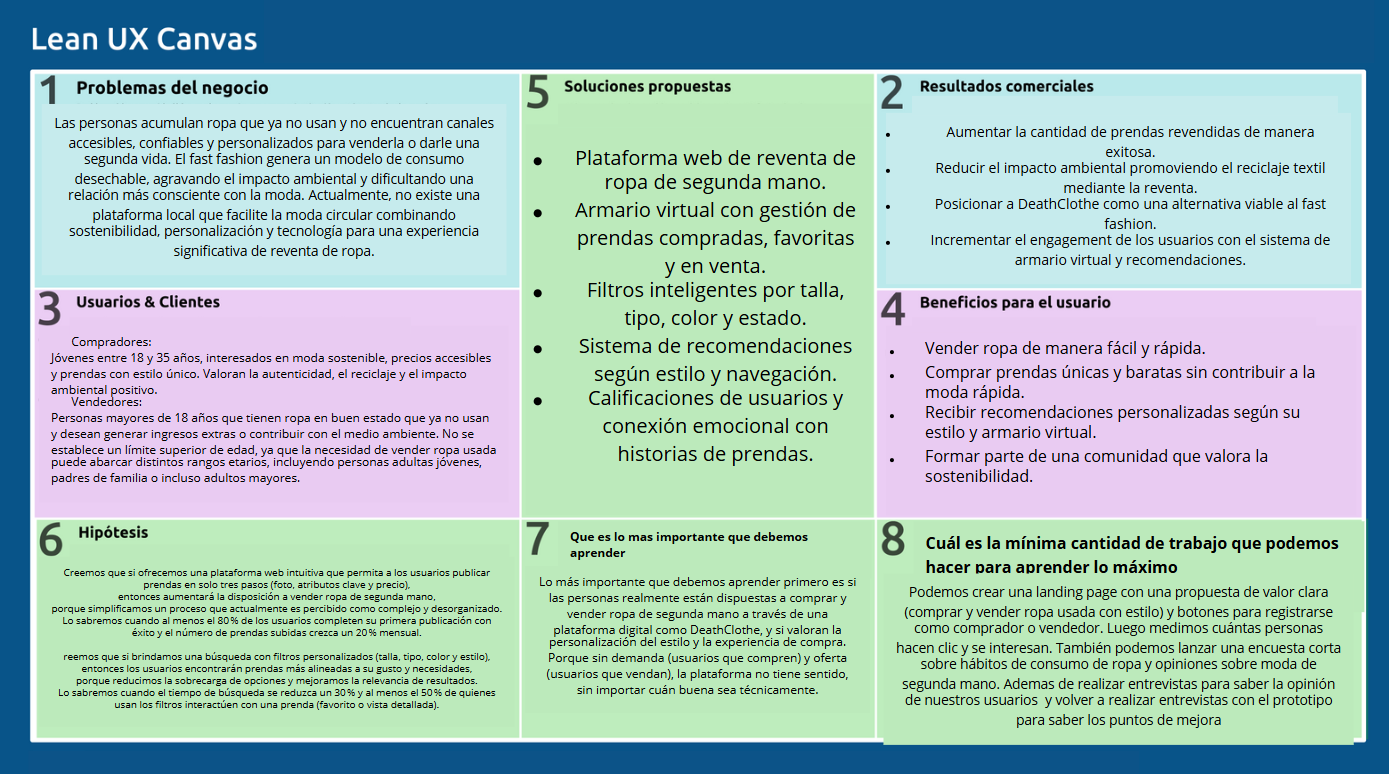 Lean UX Canvas
1
Problemas del negocio
Las personas acumulan ropa que ya no usan y no encuentran canales
accesibles, confiables y personalizados para venderla o darle una
segunda vida. El fast fashion genera un modelo de consumo
desechable, agravando el impacto ambiental y dificultando una
relación más consciente con la moda. Actualmente, no existe una
plataforma local que facilite la moda circular combinando
sostenibilidad, personalización y tecnología para una experiencia
significativa de reventa de ropa.
5
Soluciones propuestas
• Plataforma web de reventa de
ropa de segunda mano.
• Armario virtual con gestión de
prendas compradas, favoritas
y en venta.
• Filtros inteligentes por talla,
tipo, color y estado.
• Sistema de recomendaciones
según estilo y navegación.
• Calificaciones de usuarios y
conexión emocional con
historias de prendas.
2
Resultados comerciales
• Aumentar la cantidad de prendas revendidas de manera
exitosa.
• Reducir el impacto ambiental promoviendo el reciclaje textil
mediante la reventa.
• Posicionar a DeathClothe como una alternativa viable al fast
fashion.
• Incrementar el engagement de los usuarios con el sistema de
armario virtual y recomendaciones.
3
Usuarios & Clientes
Compradores:
Jóvenes entre 18 y 35 años, interesados en moda sostenible, precios accesibles
y prendas con estilo único. Valoran la autenticidad, el reciclaje y el impacto
ambiental positivo.
Vendedores:
Personas mayores de 18 años que tienen ropa en buen estado que ya no usan
y desean generar ingresos extras o contribuir con el medio ambiente. No se
establece un límite superior de edad, ya que la necesidad de vender ropa usada
puede abarcar distintos rangos etarios, incluyendo personas adultas jóvenes,
padres de familia o incluso adultos mayores.
4
Beneficios para el usuario
• Vender ropa de manera fácil y rápida.
• Comprar prendas únicas y baratas sin contribuir a la
moda rápida.
• Recibir recomendaciones personalizadas según su
estilo y armario virtual.
• Formar parte de una comunidad que valora la
sostenibilidad.
6
Hipótesis
Creemos que si ofrecemos una plataforma web intuitiva que permita a los usuarios publicar
prendas en solo tres pasos (foto, atributos clave y precio),
entonces aumentará la disposición a vender ropa de segunda mano,
porque simplificamos un proceso que actualmente es percibido como complejo y desorganizado.
Lo sabremos cuando al menos el 80% de los usuarios completen su primera publicación con
éxito y el número de prendas subidas crezca un 20% mensual.
reemos que si brindamos una búsqueda con filtros personalizados (talla, tipo, color y estado),
entonces los usuarios encontrarán prendas más alineadas a su gusto y necesidades,
porque reducimos la sobrecarga de opciones y mejoramos la relevancia de resultados.
Lo sabremos cuando el tiempo de búsqueda se reduzca un 30% y al menos el 50% de quienes
usan los filtros interactúen con una prenda (favorito o vista detallada).
7
Que es lo mas importante que debemos
aprender
Lo más importante que debemos aprender primero es si
las personas realmente están dispuestas a comprar y
vender ropa de segunda mano a través de una
plataforma digital como DeathClothe, y si valoran la
personalización del estilo y la experiencia de compra.
Porque sin demanda (usuarios que compren) y oferta
(usuarios que vendan), la plataforma no tiene sentido,
sin importar cuán buena sea técnicamente.
8
Cuál es la mínima cantidad de trabajo que podemos
hacer para aprender lo máximo
Podemos crear una landing page con una propuesta de valor clara
(comprar y vender ropa usada con estilo) y botones para registrarse
como comprador o vendedor. Luego medimos cuántas personas
hacen clic y se interesan. También podemos lanzar una encuesta corta
sobre hábitos de consumo de ropa y opiniones sobre moda de
segunda mano. Ademas de realizar entrevistas para saber la opinión
de nuestros usuarios y volver a realizar entrevistas con el prototipo
para saber los puntos de mejora